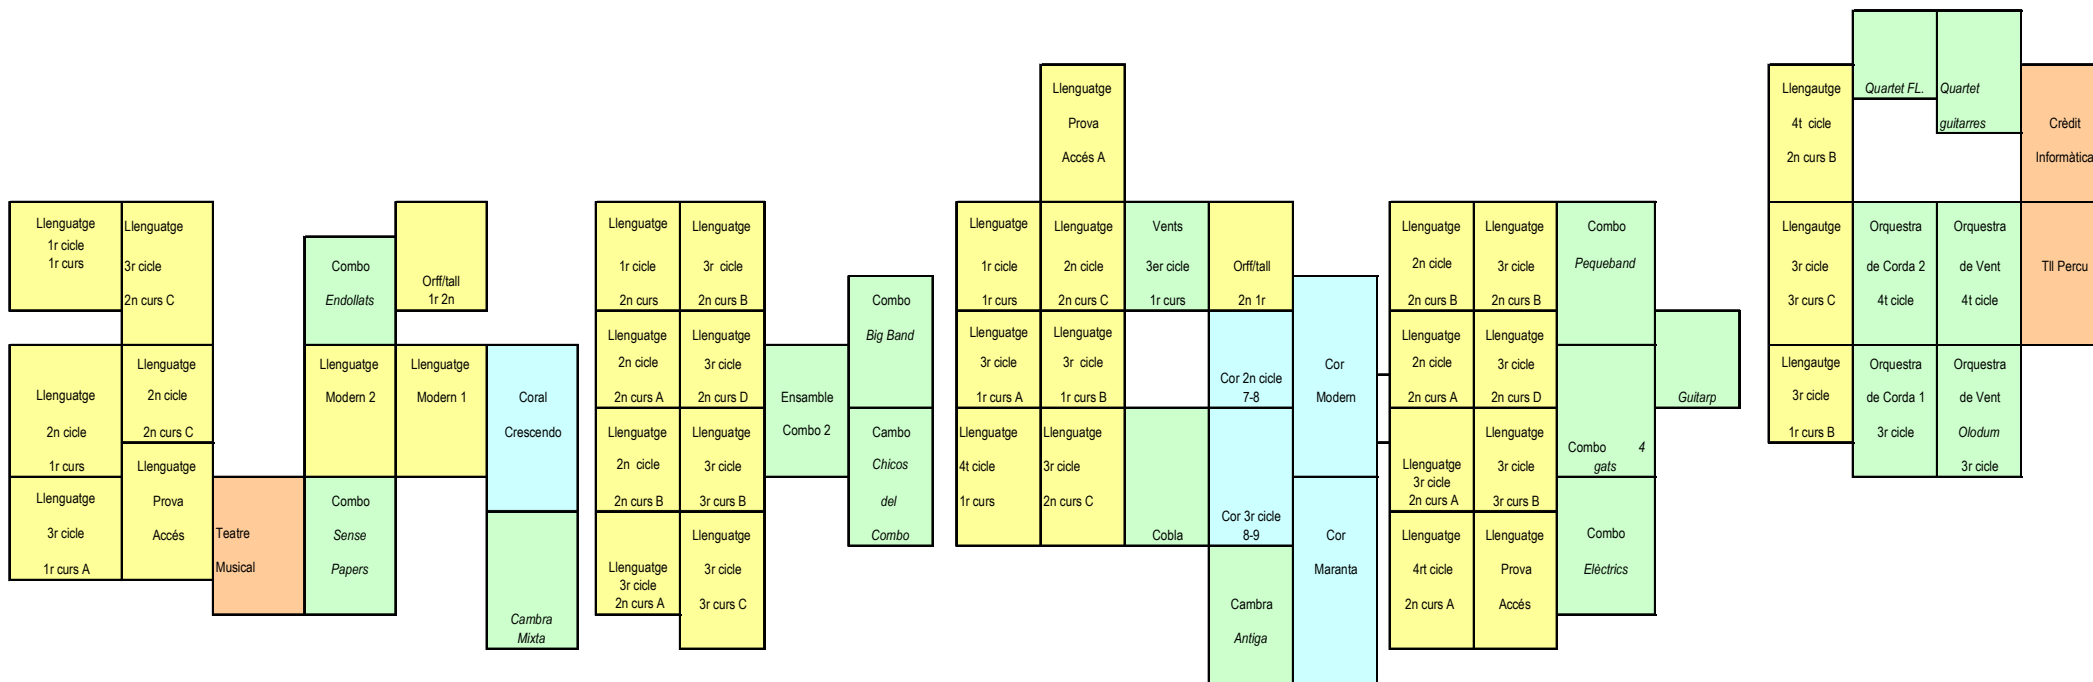 Llenguatge
1r cicle
1r curs
Llenguatge
3r cicle
2n curs C
Llenguatge
2n cicle
1r curs
Llenguatge
2n cicle
2n curs C
Llenguatge
3r cicle
1r curs A
Llenguatge
Prova
Accés
Teatre
Musical
Combo
Endollats
Llenguatge
Modern 2
Combo
Sense
Papers
Orff/tall
1r 2n
Llenguatge
Modern 1
Coral
Crescendo
Cambra
Mixta
Llenguatge
1r cicle
2n curs
Llenguatge
2n cicle
2n curs A
Llenguatge
2n cicle
2n curs B
Llenguatge
3r cicle
2n curs A
Llenguatge
3r cicle
2n curs B
Llenguatge
3r cicle
2n curs D
Llenguatge
3r cicle
3r curs B
Llenguatge
3r cicle
3r curs C
Ensamble
Combo 2
Combo
Big Band
Cambo
Chicos
del
Combo
Llenguatge
1r cicle
1r curs
Llenguatge
3r cicle
1r curs A
Llenguatge
4t cicle
1r curs
Llenguatge
Prova
Accés A
Llenguatge
2n cicle
2n curs C
Llenguatge
3r cicle
1r curs B
Llenguatge
3r cicle
2n curs C
Vents
3er cicle
1r curs
Cobla
Orff/tall
2n 1r
Cor 2n cicle
7-8
Cor 3r cicle
8-9
Cambra
Antiga
Cor
Modern
Cor
Maranta
Llenguatge
2n cicle
2n curs B
Llenguatge
2n cicle
2n curs A
Llenguatge
3r cicle
2n curs A
Llenguatge
4rt cicle
2n curs A
Llenguatge
3r cicle
2n curs B
Llenguatge
3r cicle
2n curs D
Llenguatge
3r cicle
3r curs B
Llenguatge
Prova
Accés
Combo
Pequeband
Combo 4
gats
Combo
Elèctrics
Guitarp
Llengautge
4t cicle
2n curs B
Llengautge
3r cicle
3r curs C
Llengautge
3r cicle
1r curs B
Quartet FL.
Orquestra
de Corda 2
4t cicle
Orquestra
de Corda 1
3r cicle
Quartet
guitarres
Orquestra
de Vent
4t cicle
Orquestra
de Vent
Olodum
3r cicle
Crèdit
Informàtica
Tll Percu